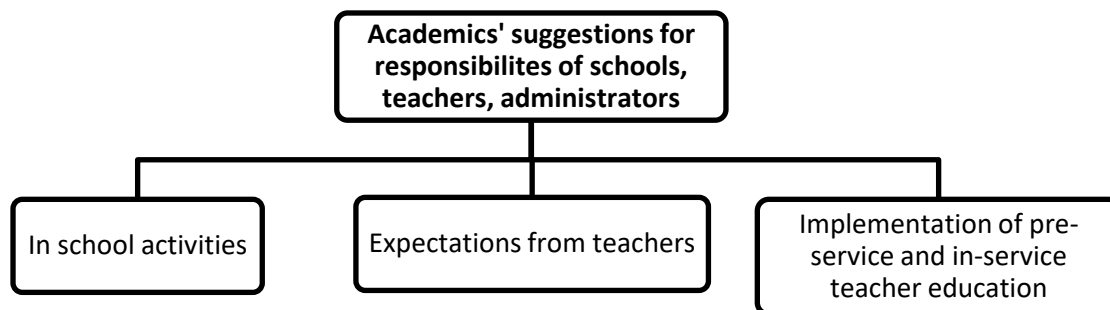 Academics' suggestions for
responsibilites of schools,
teachers, administrators
In school activities
Expectations from teachers
Implementation of pre-
service and in-service
teacher education